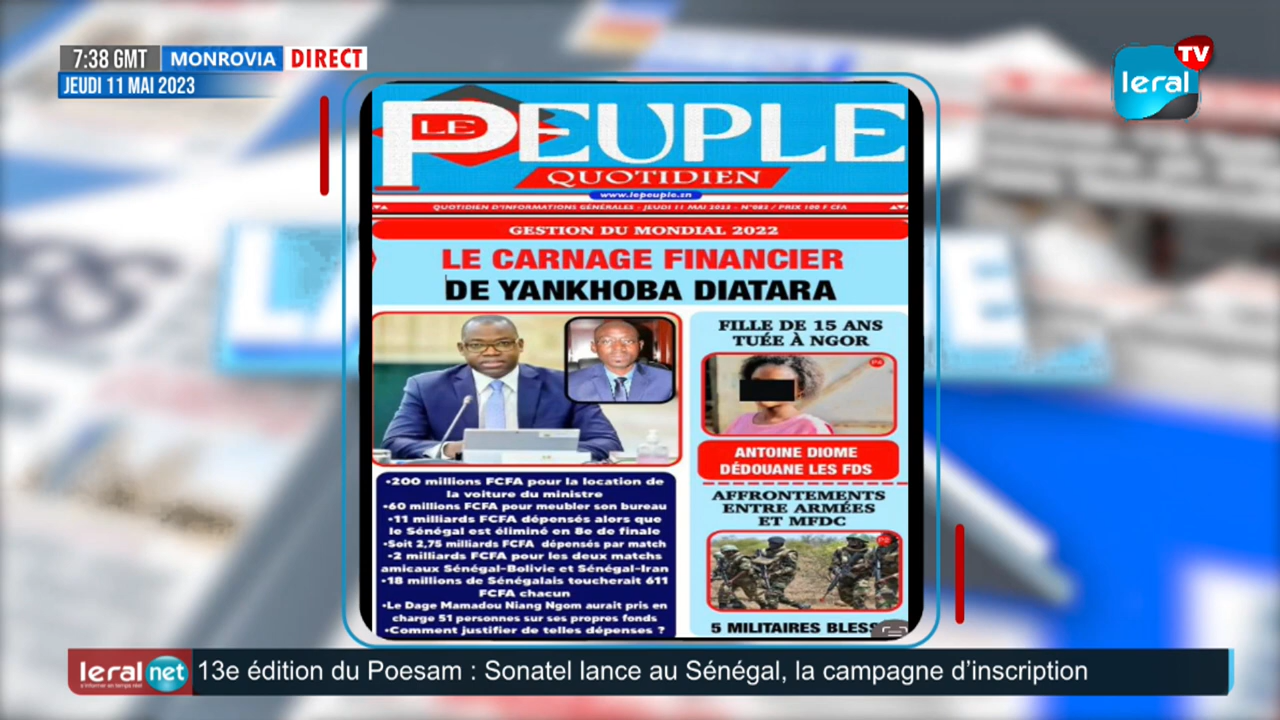 7:38 GMT MONROVIA DIRECT
JEUDI 11 MAI 2023
leral TV
LE PEUPLE
QUOTIDIEN
www.lepeuple.sn
QUOTIDIEN D'INFORMATIONS GÉNÉRALES - JEUDI 11 MAI 2023 - N°082 / PRIX 100 F CFA
GESTION DU MONDIAL 2022
LE CARNAGE FINANCIER
DE YANKHOBA DIATARA
FILLE DE 15 ANS
TUÉE À NGOR
P4
ANTOINE DIOME
DÉDOUANE LES FDS
AFFRONTEMENTS
ENTRE ARMÉES
ET MFDC
5 MILITAIRES BLESS
•200 millions FCFA pour la location de
la voiture du ministre
•60 millions FCFA pour meubler son bureau
•11 milliards FCFA dépensés alors que
le Sénégal est éliminé en 8e de finale
•Soit 2,75 milliards FCFA dépensés par match
•2 milliards FCFA pour les deux matchs
amicaux Sénégal-Bolivie et Sénégal-Iran
•18 millions de Sénégalais toucherait 611
FCFA chacun
•Le Dage Mamadou Niang Ngom aurait pris en
charge 51 personnes sur ses propres fonds
•Comment justifier de telles dépenses ?
leral net
s'informer en temps réel
13e édition du Poesam : Sonatel lance au Sénégal, la campagne d'inscription